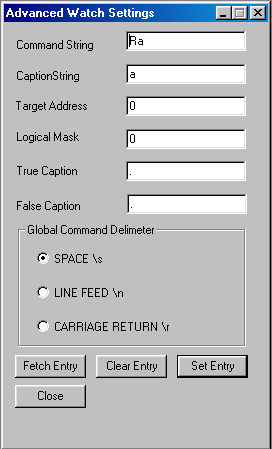 Advanced Watch Settings
Command String Ra
CaptionString a
Target Address 0
Logical Mask 0
True Caption .
False Caption .
Global Command Delimeter
SPACE \s
LINE FEED \n
CARRIAGE RETURN \r
Fetch Entry Clear Entry Set Entry
Close